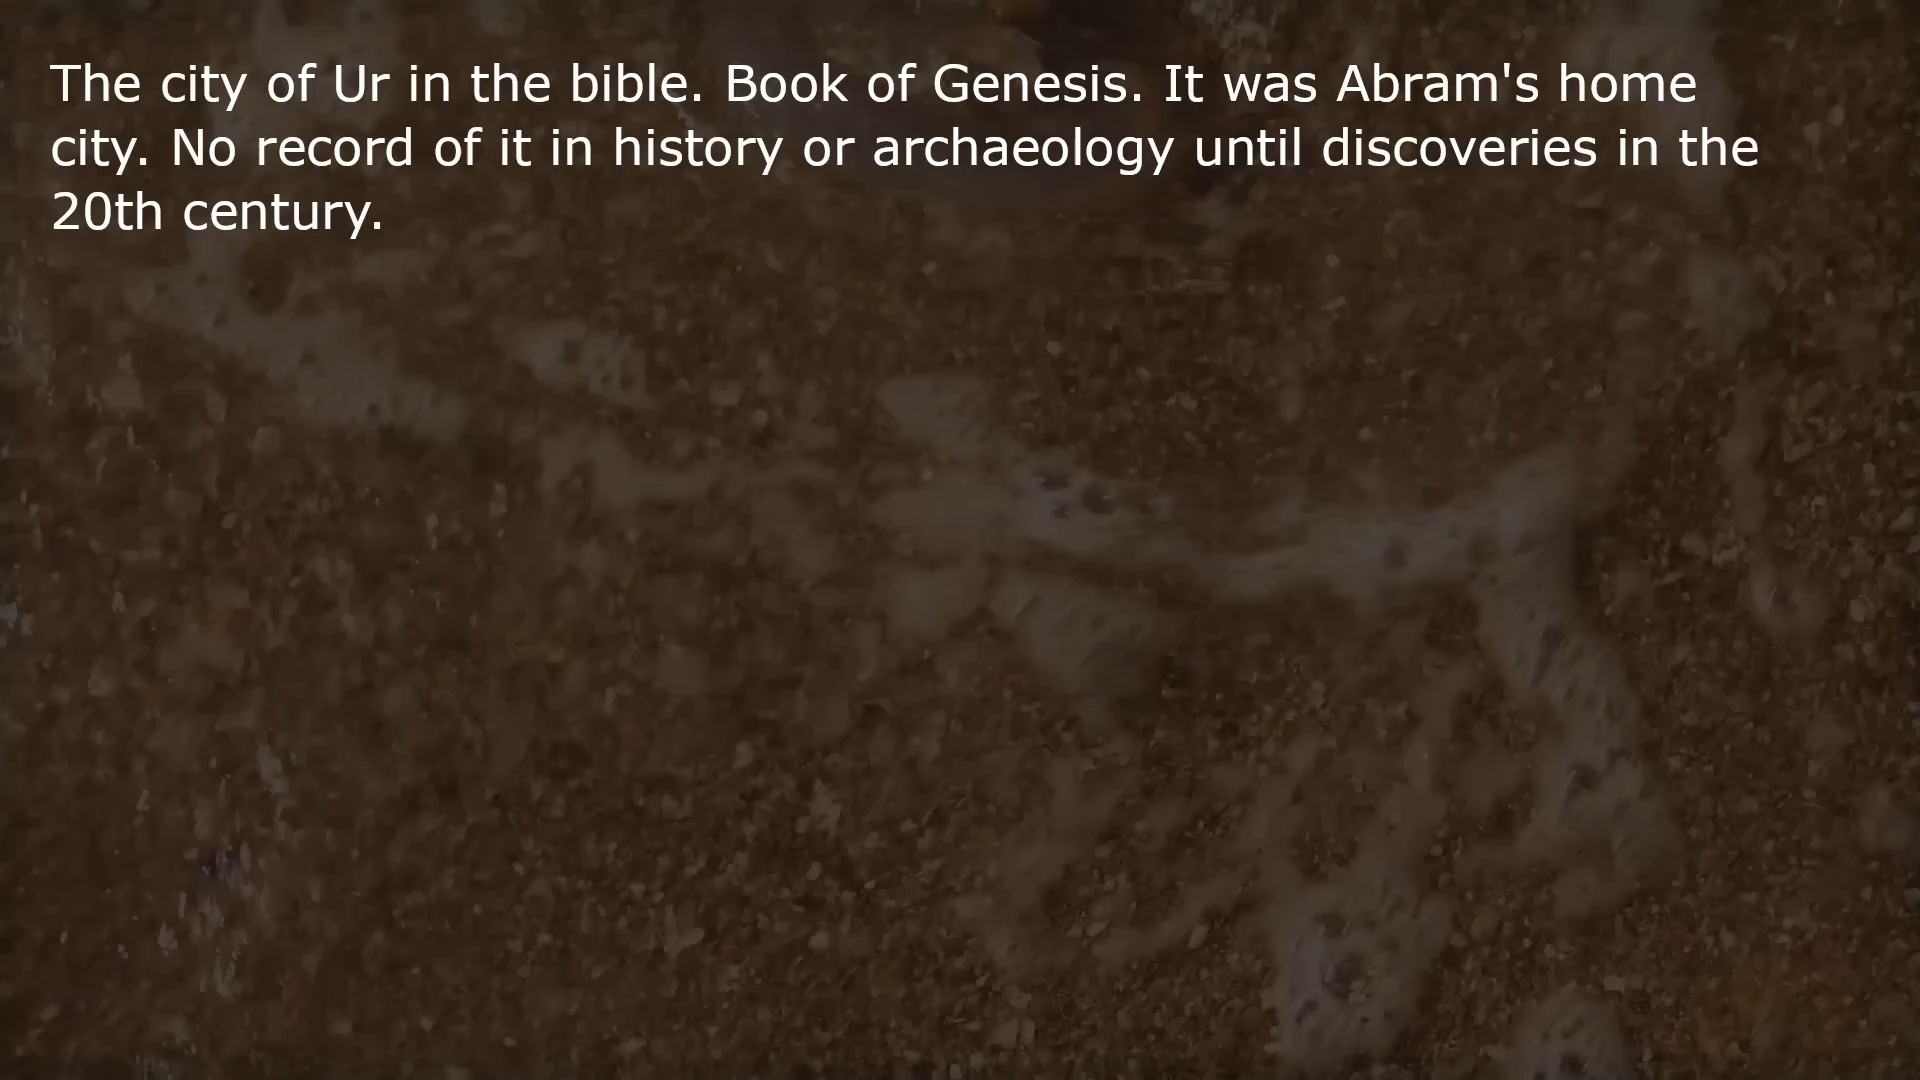 The city of Ur in the bible. Book of Genesis. It was Abram's home
city. No record of it in history or archaeology until discoveries in the
20th century.